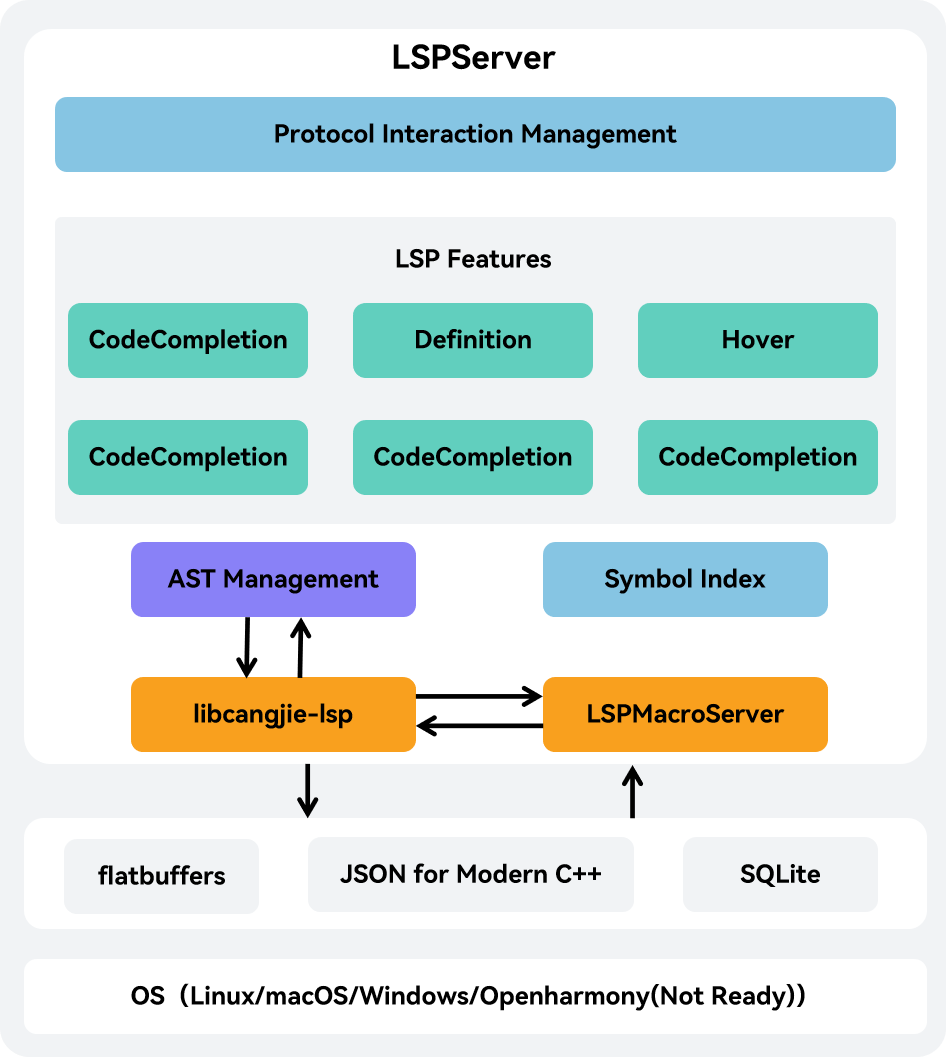 LSPServer
Protocol Interaction Management
LSP Features
CodeCompletion
Definition
Hover
CodeCompletion
CodeCompletion
CodeCompletion
AST Management
Symbol Index
libcangjie-lsp
LSPMacroServer
flatbuffers
JSON for Modern C++
SQLite
OS（Linux/macOS/Windows/Openharmony(Not Ready)）